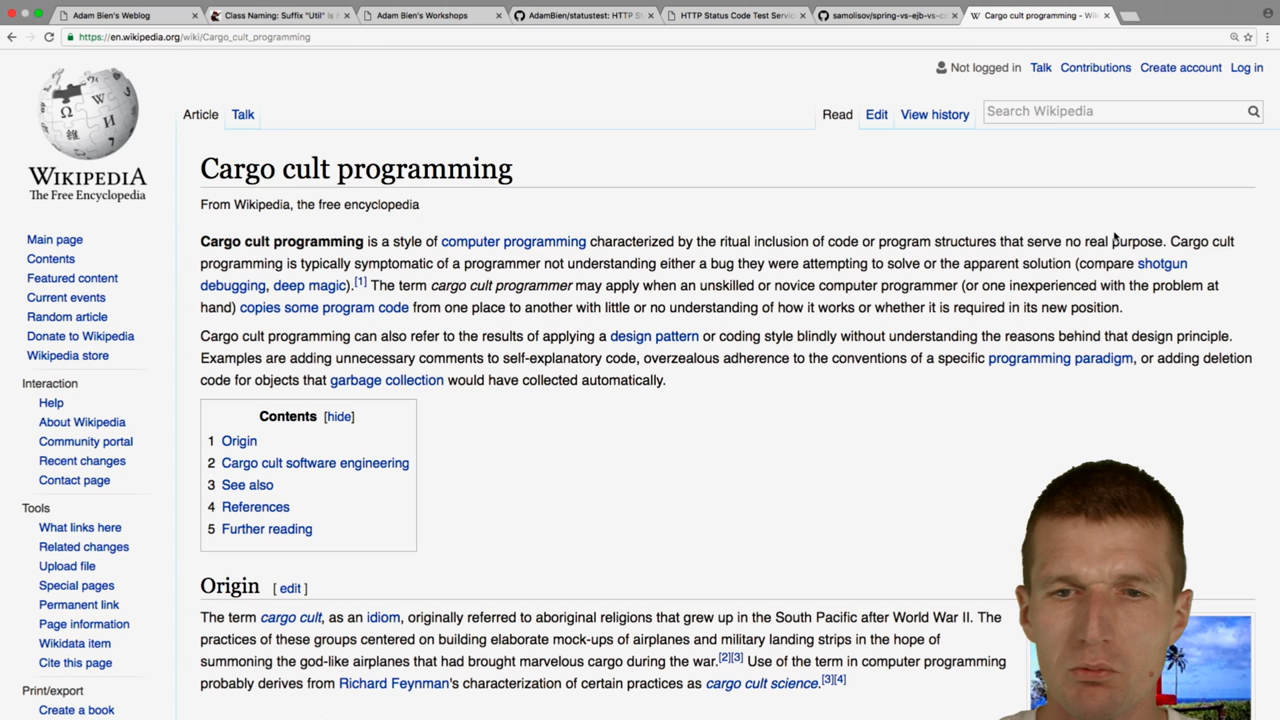 Adam Bien's Weblog
Class Naming: Suffix "Util" Is
Adam Bien's Workshops
AdamBien/statustest: HTTP S
HTTP Status Code Test Servic
samolisov/spring-vs-ejb-vs-c
Cargo cult programming - Wik
https://en.wikipedia.org/wiki/Cargo_cult_programming
Not logged in Talk Contributions Create account Log in
Article Talk Read Edit View history Search Wikipedia
WIKIPEDIA
The Free Encyclopedia
Main page
Contents
Featured content
Current events
Random article
Donate to Wikipedia
Wikipedia store
Interaction
Help
About Wikipedia
Community portal
Recent changes
Contact page
Tools
What links here
Related changes
Upload file
Special pages
Permanent link
Page information
Wikidata item
Cite this page
Print/export
Create a book
Cargo cult programming
From Wikipedia, the free encyclopedia
Cargo cult programming is a style of computer programming characterized by the ritual inclusion of code or program structures that serve no real purpose. Cargo cult
programming is typically symptomatic of a programmer not understanding either a bug they were attempting to solve or the apparent solution (compare shotgun
debugging, deep magic).[1] The term cargo cult programmer may apply when an unskilled or novice computer programmer (or one inexperienced with the problem at
hand) copies some program code from one place to another with little or no understanding of how it works or whether it is required in its new position.
Cargo cult programming can also refer to the results of applying a design pattern or coding style blindly without understanding the reasons behind that design principle.
Examples are adding unnecessary comments to self-explanatory code, overzealous adherence to the conventions of a specific programming paradigm, or adding deletion
code for objects that garbage collection would have collected automatically.
Contents [hide]
1 Origin
2 Cargo cult software engineering
3 See also
4 References
5 Further reading
Origin [ edit ]
The term cargo cult, as an idiom, originally referred to aboriginal religions that grew up in the South Pacific after World War II. The
practices of these groups centered on building elaborate mock-ups of airplanes and military landing strips in the hope of
summoning the god-like airplanes that had brought marvelous cargo during the war.[2][3] Use of the term in computer programming
probably derives from Richard Feynman's characterization of certain practices as cargo cult science.[3][4]